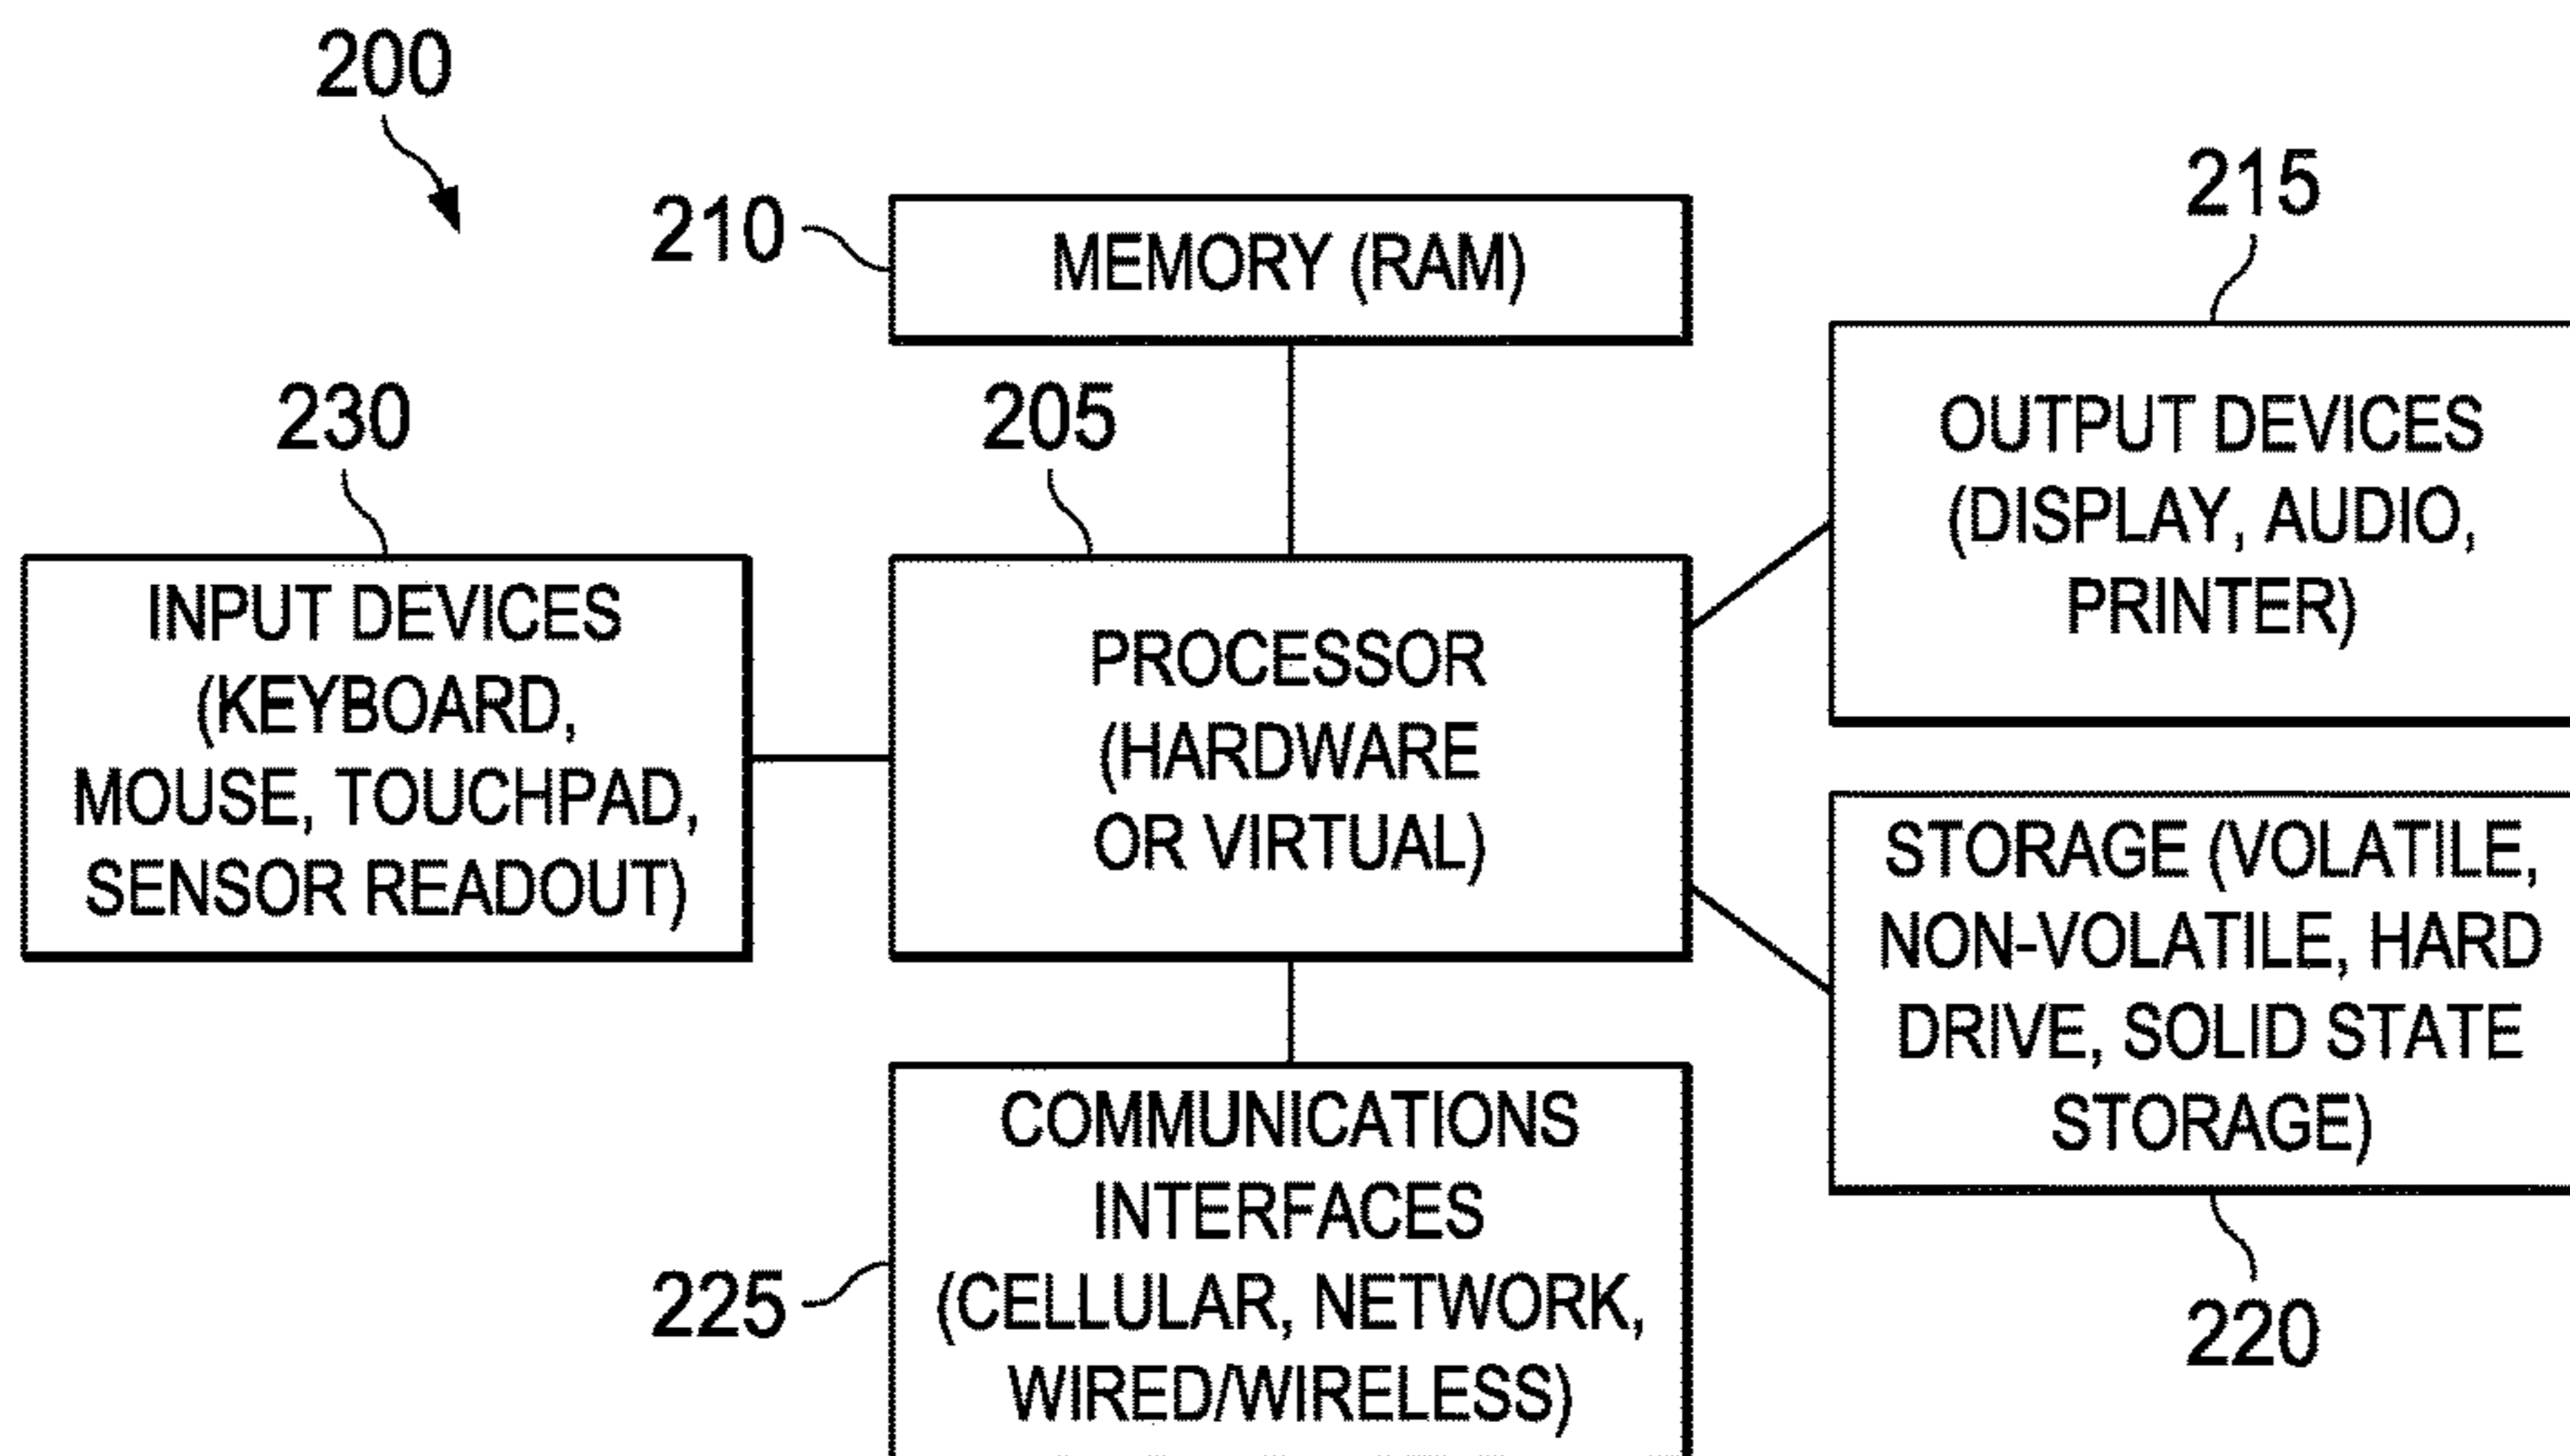 200
210
MEMORY (RAM)
215
230
205
OUTPUT DEVICES
(DISPLAY, AUDIO,
PRINTER)
INPUT DEVICES
(KEYBOARD,
MOUSE, TOUCHPAD,
SENSOR READOUT)
PROCESSOR
(HARDWARE
OR VIRTUAL)
STORAGE (VOLATILE,
NON-VOLATILE, HARD
DRIVE, SOLID STATE
STORAGE)
220
225
COMMUNICATIONS
INTERFACES
(CELLULAR, NETWORK,
WIRED/WIRELESS)